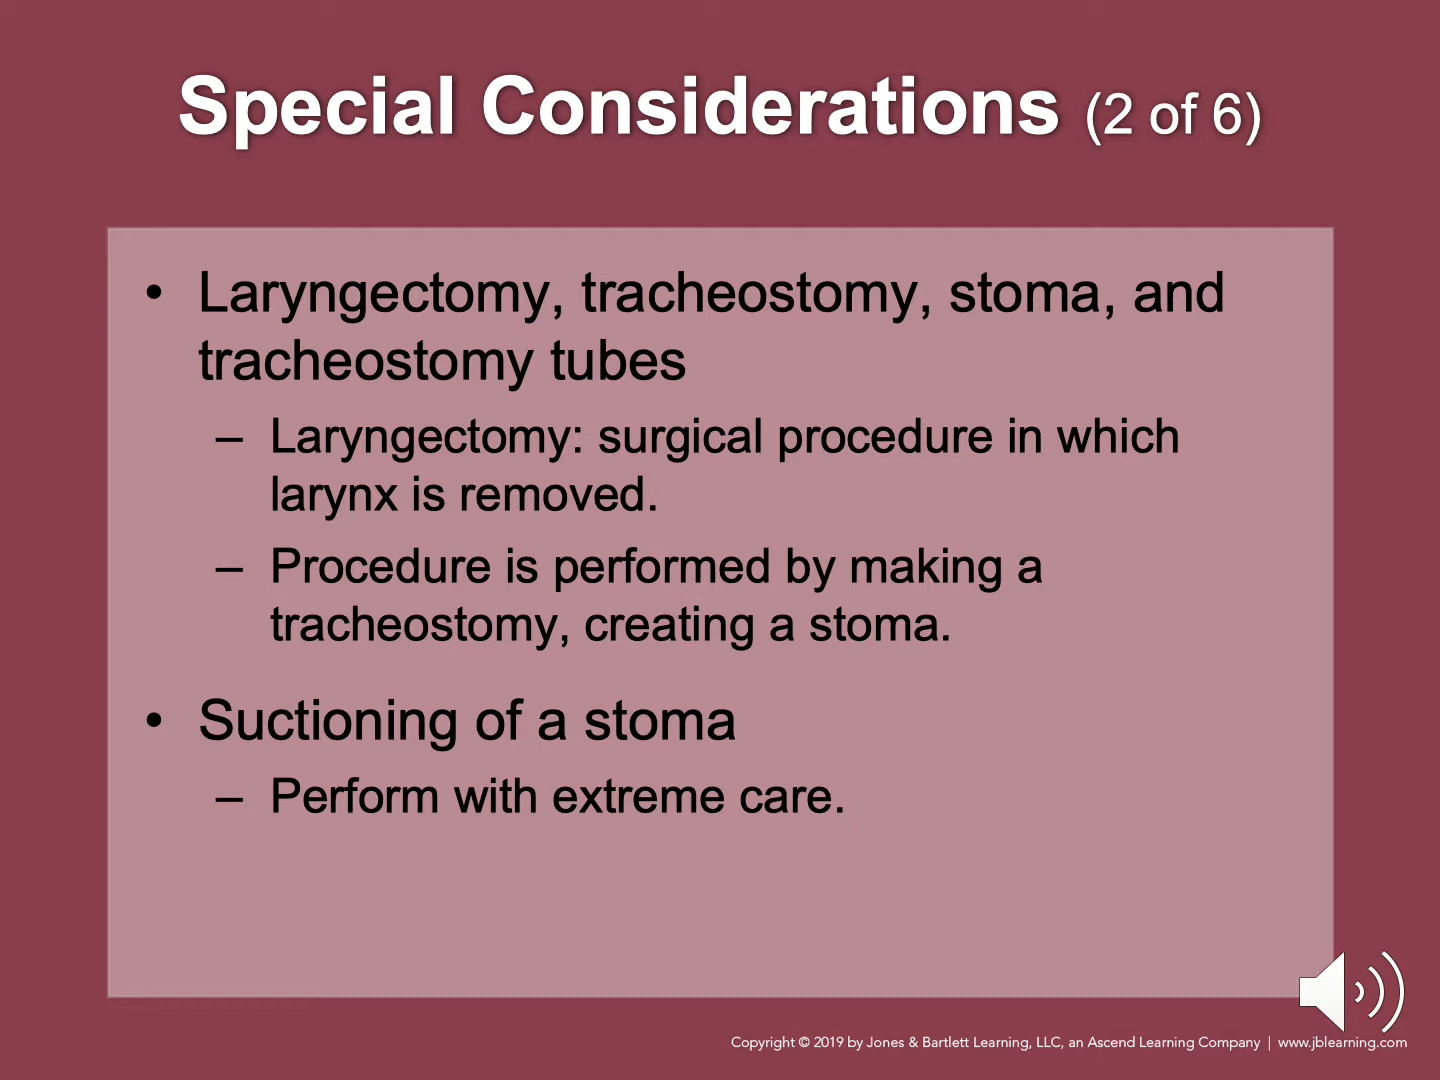 Special Considerations (2 of 6)
• Laryngectomy, tracheostomy, stoma, and
tracheostomy tubes
– Laryngectomy: surgical procedure in which
larynx is removed.
– Procedure is performed by making a
tracheostomy, creating a stoma.
• Suctioning of a stoma
– Perform with extreme care.
Copyright © 2019 by Jones & Bartlett Learning, LLC, an Ascend Learning Company | www.jblearning.com